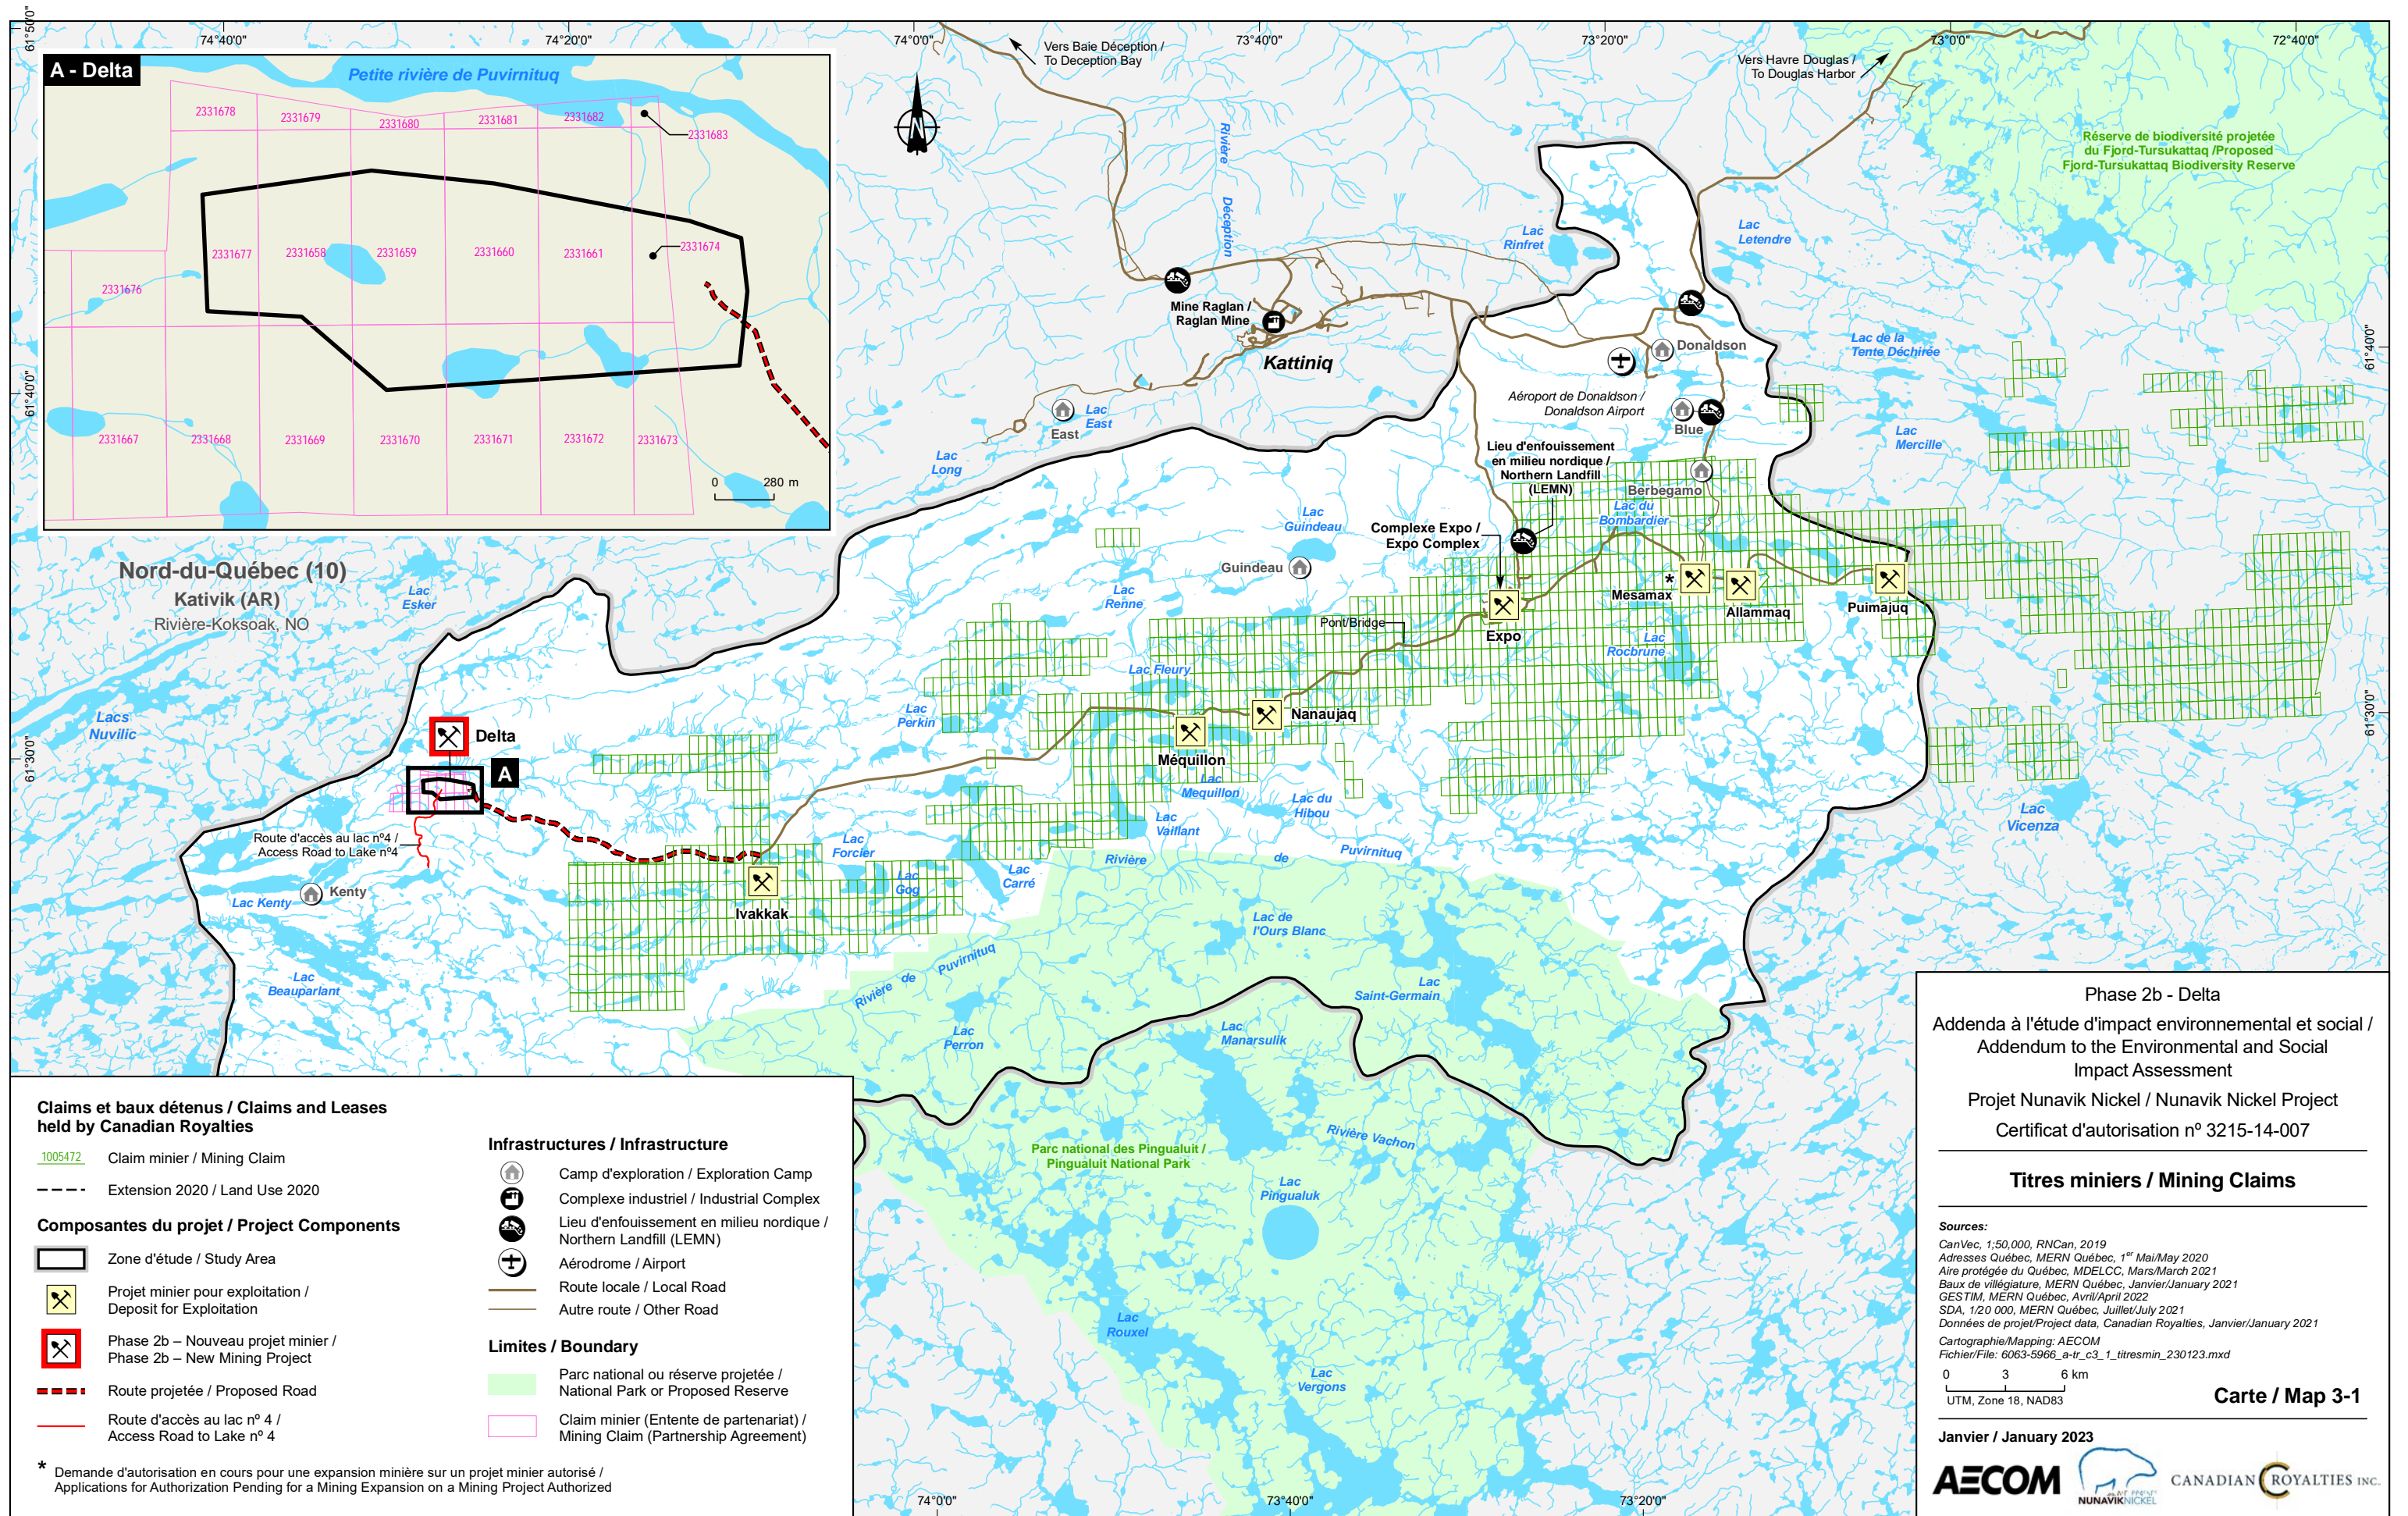 61°50'0"
74°40'0"
74°20'0"
74°0'0"
73°40'0"
73°20'0"
73°0'0"
72°40'0"
A - Delta
Petite rivière de Puvirnituq
2331678
2331679
2331680
2331681
2331682
2331683
2331677
2331658
2331659
2331660
2331661
2331674
2331676
2331667
2331668
2331669
2331670
2331671
2331672
2331673
0 280 m
61°40'0"
61°30'0"
61°40'0"
61°30'0"
Vers Baie Déception /
To Deception Bay
N
Vers Havre Douglas /
To Douglas Harbor
Réserve de biodiversité projetée
du Fjord-Tursukattaq /Proposed
Fjord-Tursukattaq Biodiversity Reserve
Rivière
Déception
Lac
Rinfret
Lac
Letendre
Mine Raglan /
Raglan Mine
Kattiniq
Donaldson
Lac de la
Tente Déchirée
Aéroport de Donaldson /
Donaldson Airport
Blue
Lac
East
East
Lac
Long
Lac
Mercille
Lieu d'enfouissement
en milieu nordique /
Northern Landfill
(LEMN)
Berbegamo
Lac du
Bombardier
Lac
Guindeau
Complexe Expo /
Expo Complex
Guindeau
Nord-du-Québec (10)
Kativik (AR)
Rivière-Koksoak, NO
Lac
Esker
Lac
Renne
*
Mesamax
Allammaq
Puimajuq
Pont/Bridge
Expo
Lac
Rocbrune
Lac Fleury
Lac
Perkin
Nanaujaq
Méquillon
Lacs
Nuvilic
Delta
A
Lac
Mequillon
Lac du
Hibou
Lac
Vaillant
Lac
Vicenza
Route d'accès au lac nº4 /
Access Road to Lake nº4
Lac
Forcier
Rivière de Puvirnituq
Lac
Gog
Lac
Carré
Kenty
Lac Kenty
Ivakkak
Lac de
l'Ours Blanc
Rivière de Puvirnituq
Lac
Beauparlant
Lac
Saint-Germain
Lac
Perron
Lac
Manarsulik
Rivière Vachon
Parc national des Pingualuit /
Pingualuit National Park
Lac
Pingualuk
Lac
Rouxel
Lac
Vergons
74°0'0"
73°40'0"
73°20'0"
Claims et baux détenus / Claims and Leases
held by Canadian Royalties
1005472
Claim minier / Mining Claim
Extension 2020 / Land Use 2020
Composantes du projet / Project Components
Zone d'étude / Study Area
Projet minier pour exploitation /
Deposit for Exploitation
Phase 2b – Nouveau projet minier /
Phase 2b – New Mining Project
Route projetée / Proposed Road
Route d'accès au lac nº 4 /
Access Road to Lake nº 4
Infrastructures / Infrastructure
Camp d'exploration / Exploration Camp
Complexe industriel / Industrial Complex
Lieu d'enfouissement en milieu nordique /
Northern Landfill (LEMN)
Aérodrome / Airport
Route locale / Local Road
Autre route / Other Road
Limites / Boundary
Parc national ou réserve projetée /
National Park or Proposed Reserve
Claim minier (Entente de partenariat) /
Mining Claim (Partnership Agreement)
* Demande d'autorisation en cours pour une expansion minière sur un projet minier autorisé /
Applications for Authorization Pending for a Mining Expansion on a Mining Project Authorized
Phase 2b - Delta
Addenda à l'étude d'impact environnemental et social /
Addendum to the Environmental and Social
Impact Assessment
Projet Nunavik Nickel / Nunavik Nickel Project
Certificat d'autorisation nº 3215-14-007
Titres miniers / Mining Claims
Sources:
CanVec, 1;50,000, RNCan, 2019
Adresses Québec, MERN Québec, 1er Mai/May 2020
Aire protégée du Québec, MDELCC, Mars/March 2021
Baux de villégiature, MERN Québec, Janvier/January 2021
GESTIM, MERN Québec, Avril/April 2022
SDA, 1/20 000, MERN Québec, Juillet/July 2021
Données de projet/Project data, Canadian Royalties, Janvier/January 2021
Cartographie/Mapping: AECOM
Fichier/File: 6063-5966_a-tr_c3_1_titresmin_230123.mxd
0 3 6 km
UTM, Zone 18, NAD83
Carte / Map 3-1
Janvier / January 2023
AECOM
NUNAVIKNICKEL
CANADIAN ROYALTIES INC.